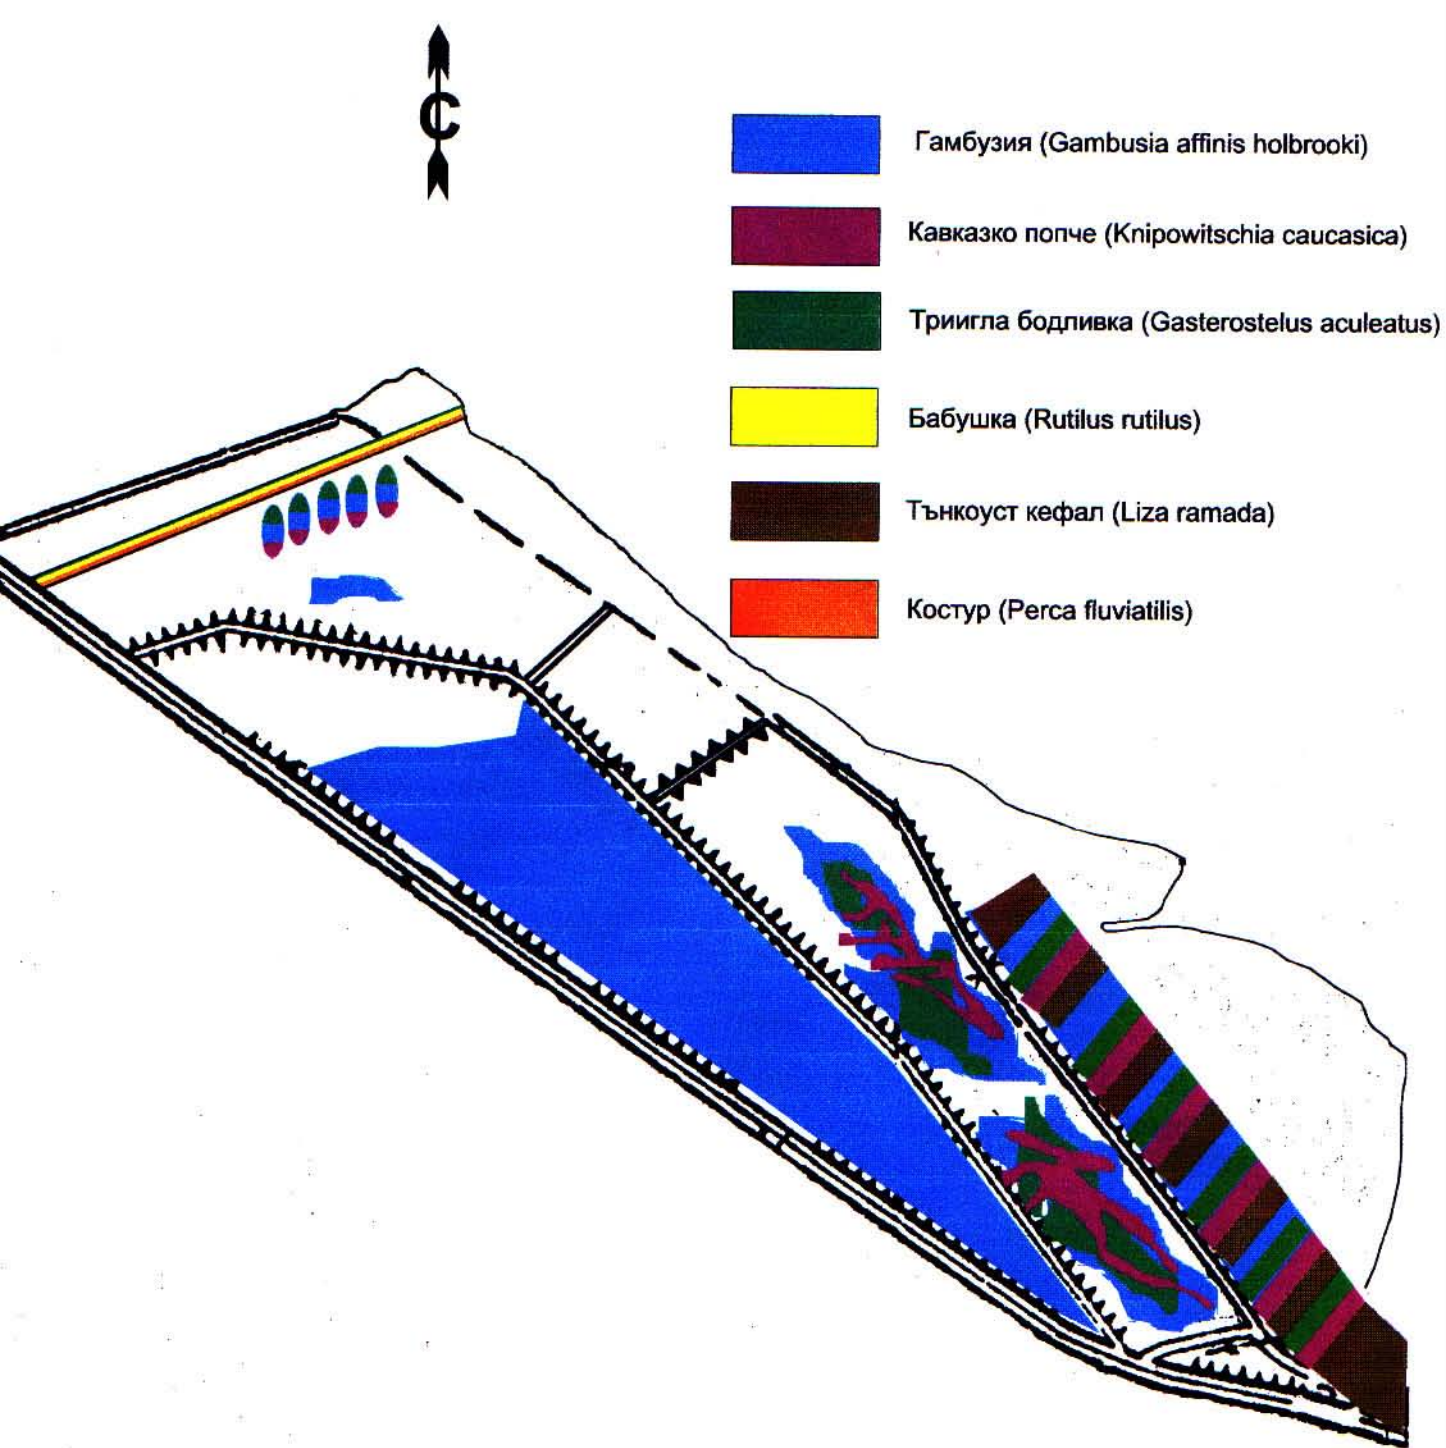 С
Гамбузия (Gambusia affinis holbrooki)
Кавказко попче (Knipowitschia caucasica)
Триигла бодливка (Gasterostelus aculeatus)
Бабушка (Rutilus rutilus)
Тънкоуст кефал (Liza ramada)
Костур (Perca fluviatilis)